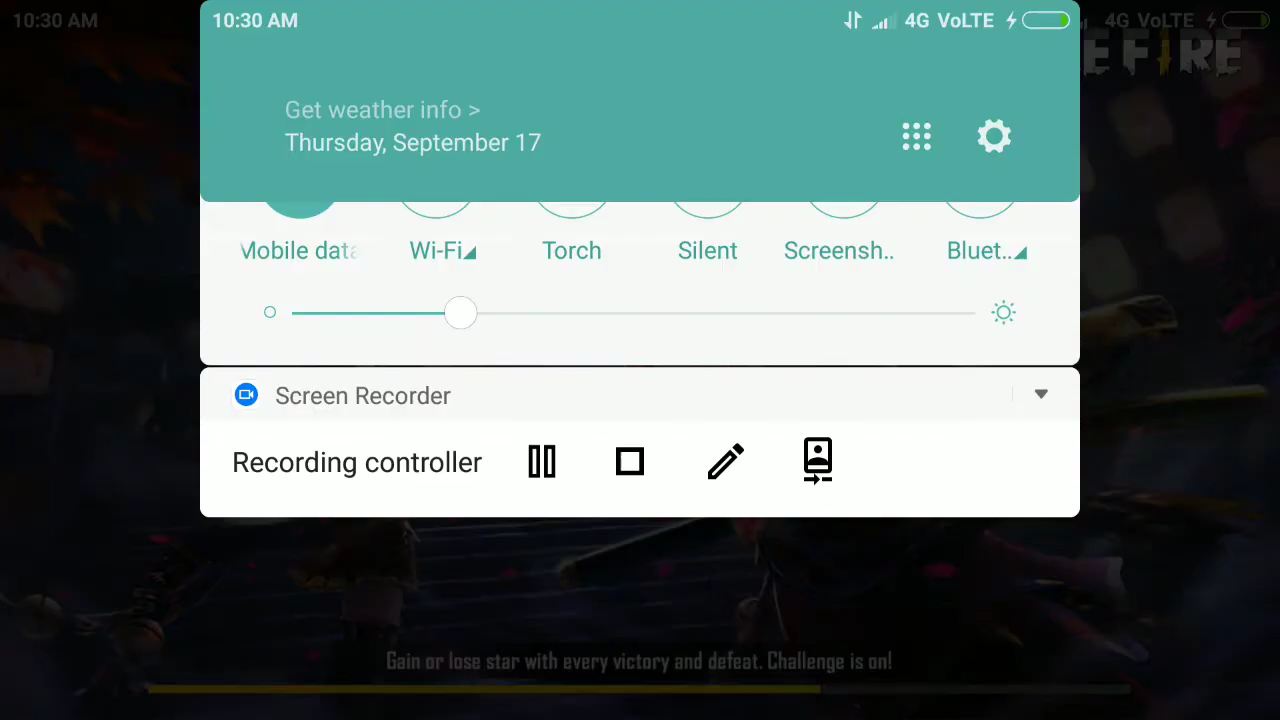 10:30 AM
10:30 AM
4G VoLTE
4G VoLTE
E FIRE
Get weather info >
Thursday, September 17
Mobile data
Wi-Fi
Torch
Silent
Screensh..
Bluet..
Screen Recorder
Recording controller
Gain or lose star with every victory and defeat. Challenge is on!